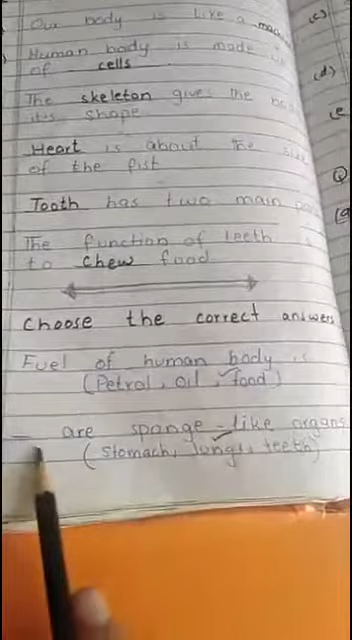 Our body is like a
Human body is made
of cells
The skeleton gives the
its shape
Heart is about the size
of the fist
Tooth has two main
The function of teeth
to chew food
Choose the correct answers
Fuel of human body is
(Petrol, oil, food)
are spange-like organs
(Stomach, lungs, teeth)
(c)
(d)
(e
Q